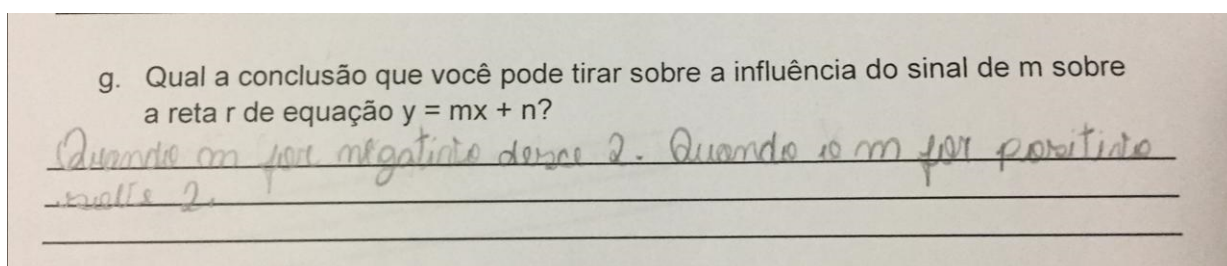 g. Qual a conclusão que você pode tirar sobre a influência do sinal de m sobre
a reta r de equação y = mx + n?
Quando m for negativo desce 2. Quando o m for positivo
2.